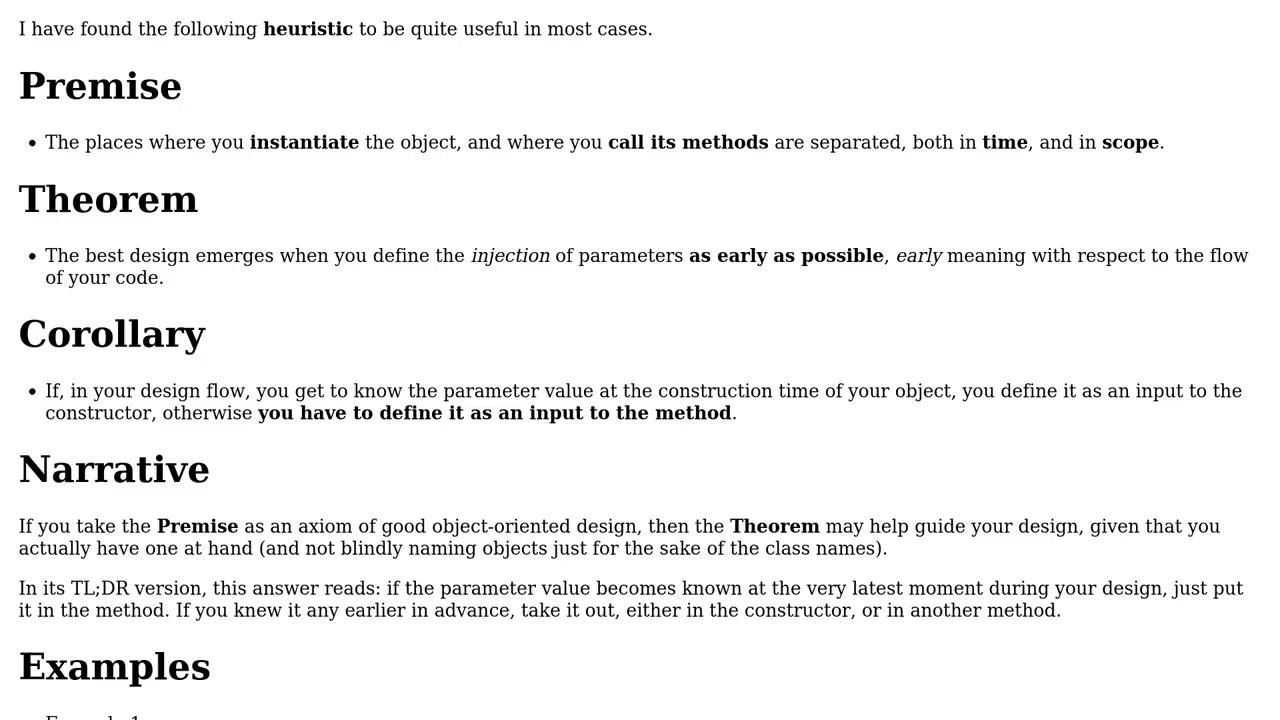 I have found the following heuristic to be quite useful in most cases.
Premise
• The places where you instantiate the object, and where you call its methods are separated, both in time, and in scope.
Theorem
• The best design emerges when you define the injection of parameters as early as possible, early meaning with respect to the flow
of your code.
Corollary
• If, in your design flow, you get to know the parameter value at the construction time of your object, you define it as an input to the
constructor, otherwise you have to define it as an input to the method.
Narrative
If you take the Premise as an axiom of good object-oriented design, then the Theorem may help guide your design, given that you
actually have one at hand (and not blindly naming objects just for the sake of the class names).
In its TL;DR version, this answer reads: if the parameter value becomes known at the very latest moment during your design, just put
it in the method. If you knew it any earlier in advance, take it out, either in the constructor, or in another method.
Examples